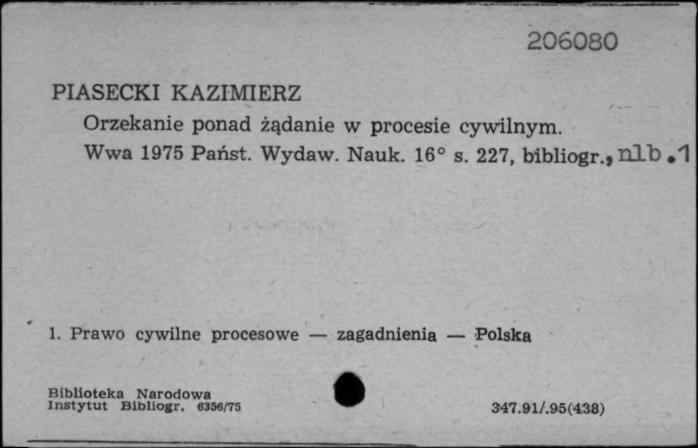 206080
PIASECKI KAZIMIERZ
Orzekanie ponad żądanie w procesie cywilnym.
Wwa 1975 Państ. Wydaw. Nauk. 16° s. 227, bibliogr., nlb.1
1. Prawo cywilne procesowe — zagadnienia — Polska
Biblioteka Narodowa
Instytut Bibliogr. 6356/75
347.91/.95(438)